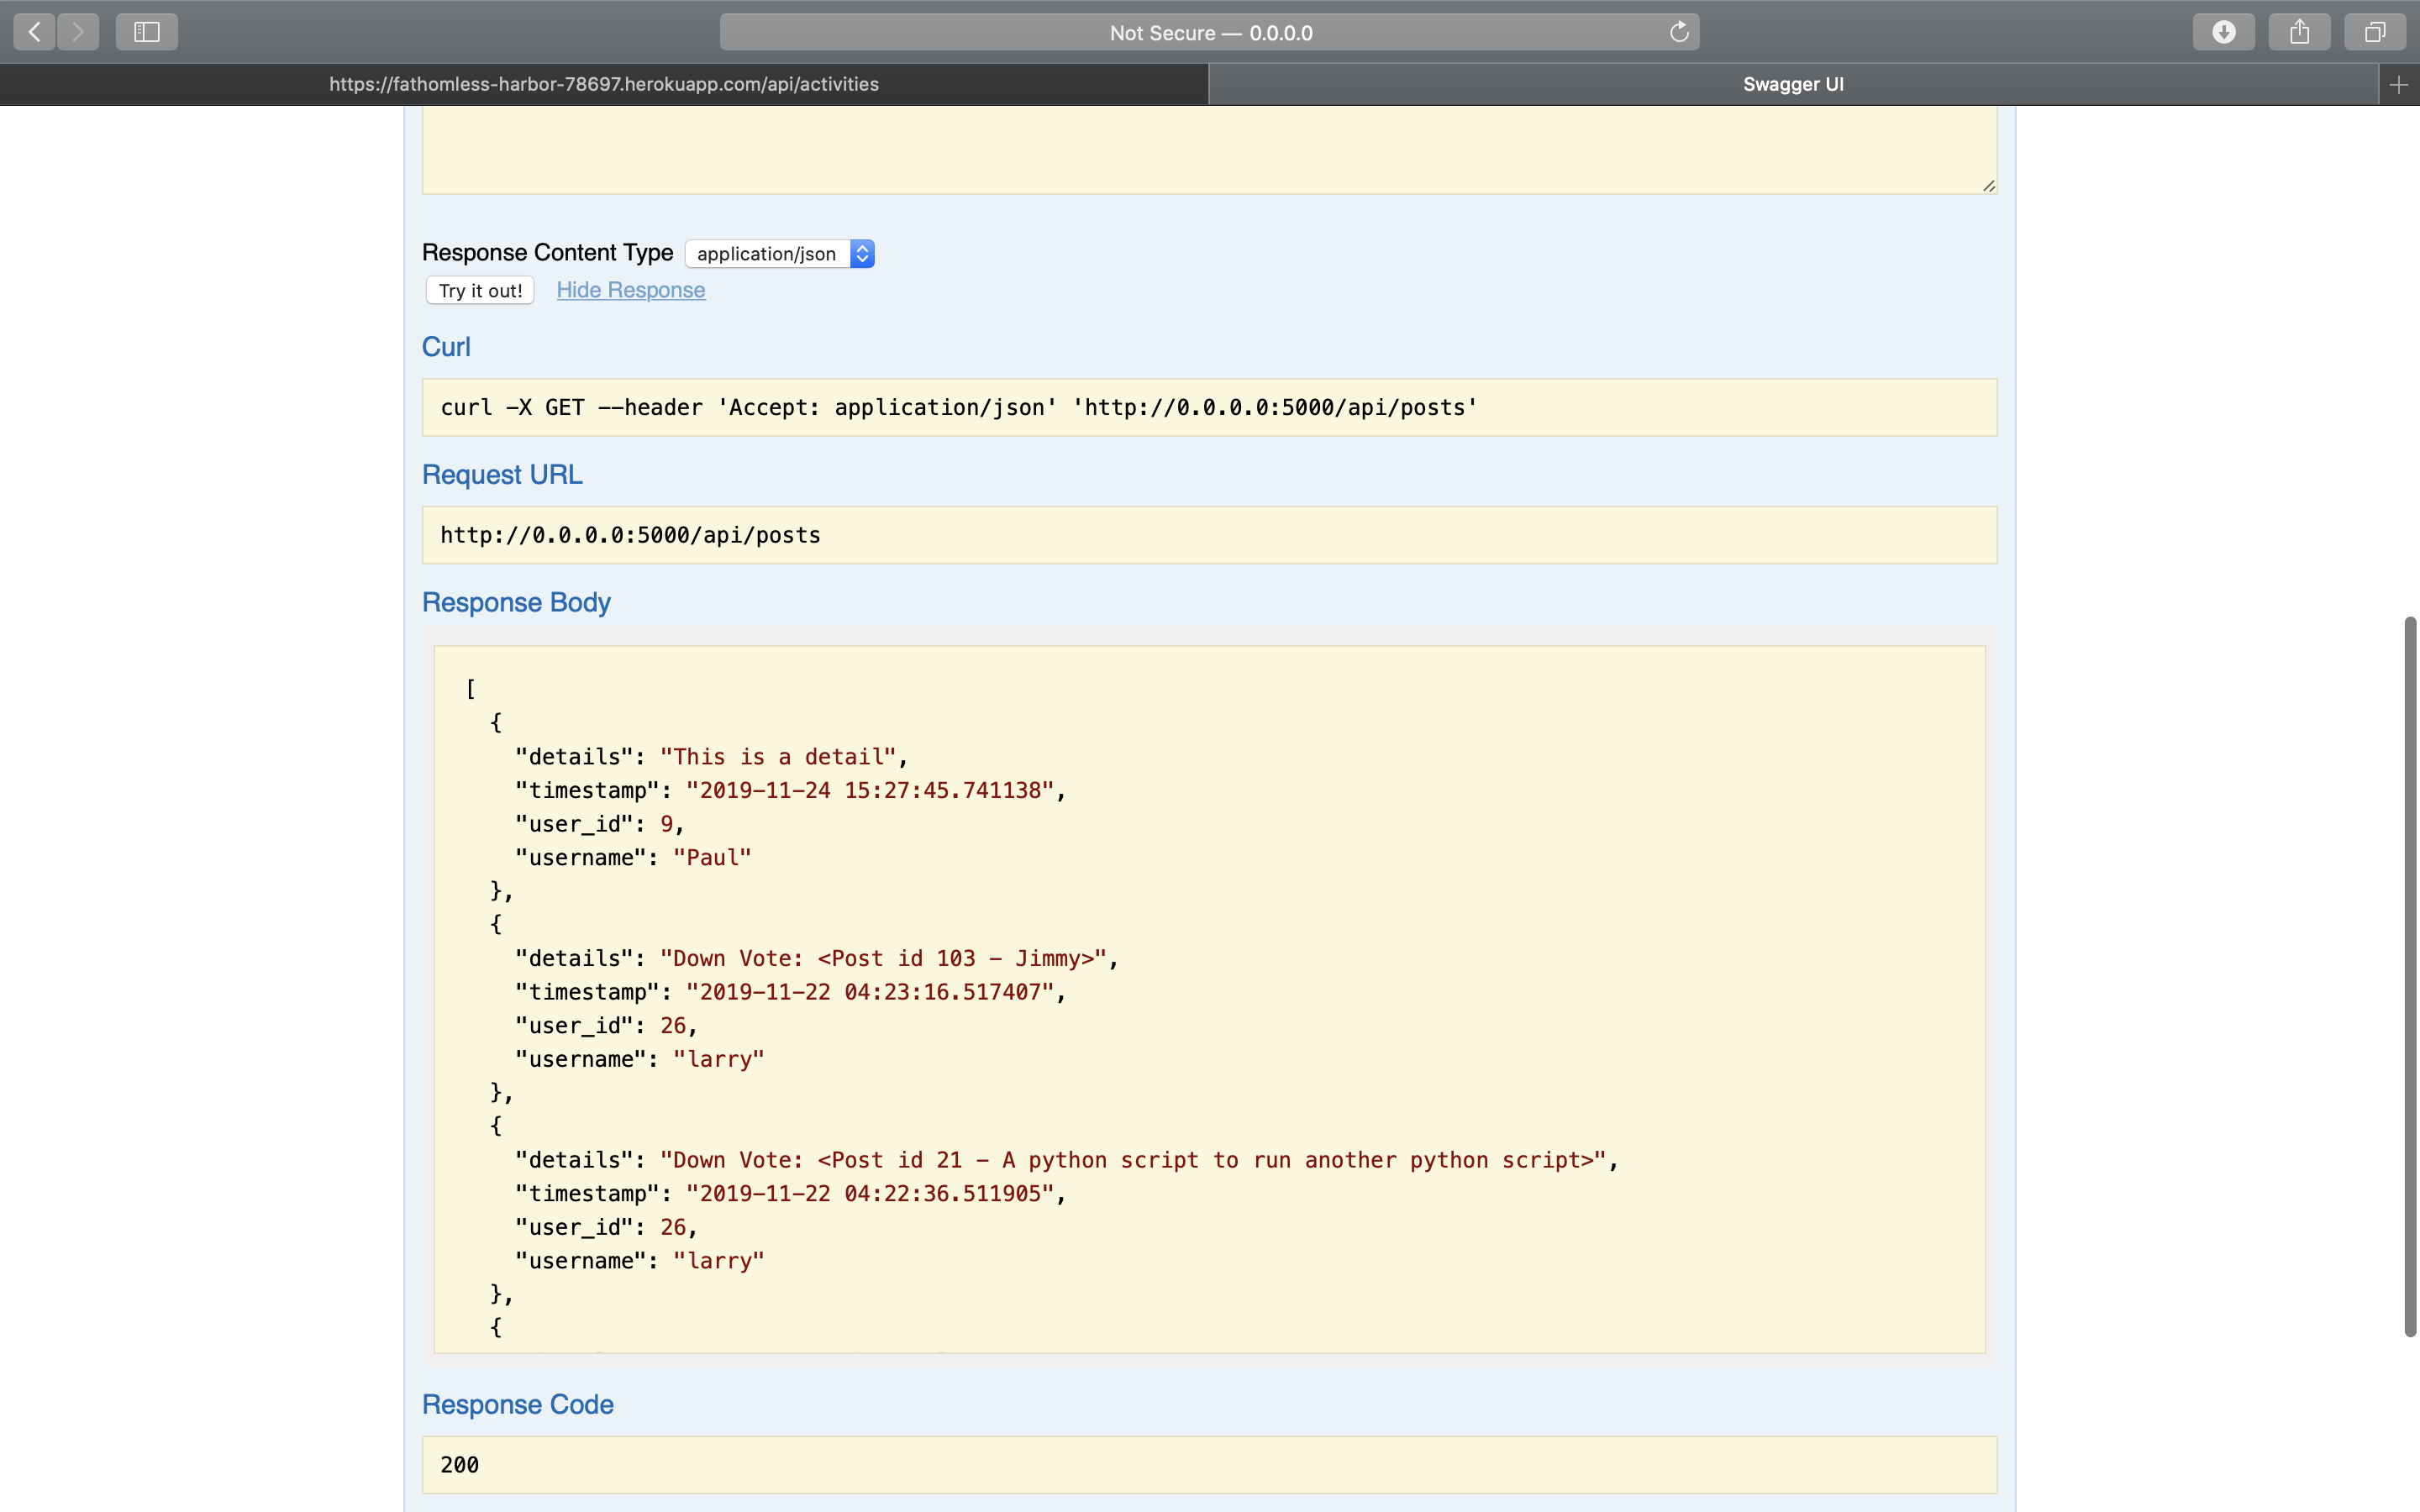 Not Secure — 0.0.0.0
https://fathomless-harbor-78697.herokuapp.com/api/activities
Swagger UI
Response Content Type application/json
Try it out! Hide Response
Curl
curl -X GET --header 'Accept: application/json' 'http://0.0.0.0:5000/api/posts'
Request URL
http://0.0.0.0:5000/api/posts
Response Body
[
{
"details": "This is a detail",
"timestamp": "2019-11-24 15:27:45.741138",
"user_id": 9,
"username": "Paul"
},
{
"details": "Down Vote: <Post id 103 - Jimmy>",
"timestamp": "2019-11-22 04:23:16.517407",
"user_id": 26,
"username": "larry"
},
{
"details": "Down Vote: <Post id 21 - A python script to run another python script>",
"timestamp": "2019-11-22 04:22:36.511905",
"user_id": 26,
"username": "larry"
},
{
Response Code
200